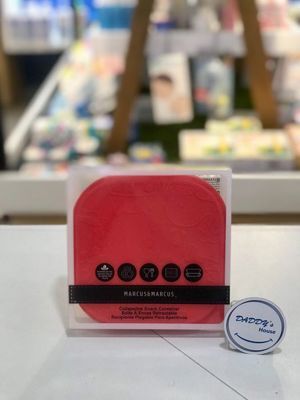 MARCUS&MARCUS.
Collapsible Snack Container
Boîte À Encas Rétractable
Recipiente Plegable Para Aperitivos
DADDY's
House